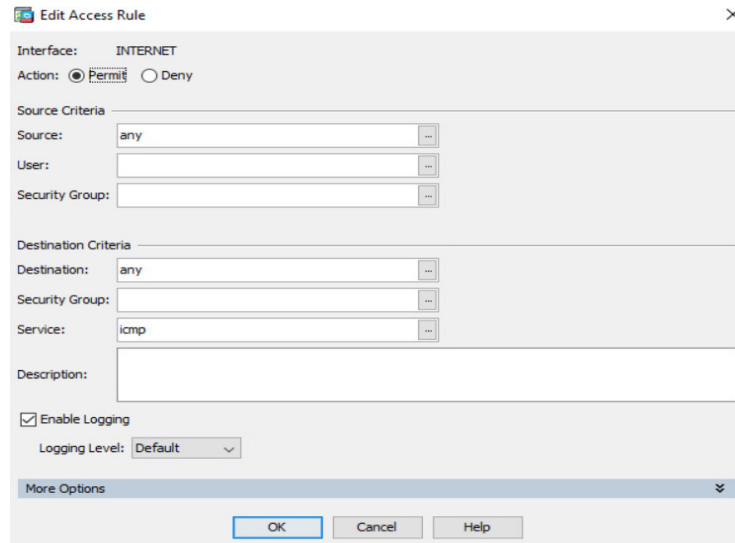 Edit Access Rule
Interface: INTERNET
Action: Permit Deny
Source Criteria
Source: any ...
User: ...
Security Group: ...
Destination Criteria
Destination: any ...
Security Group: ...
Service: icmp ...
Description:
Enable Logging
Logging Level: Default
More Options
OK Cancel Help